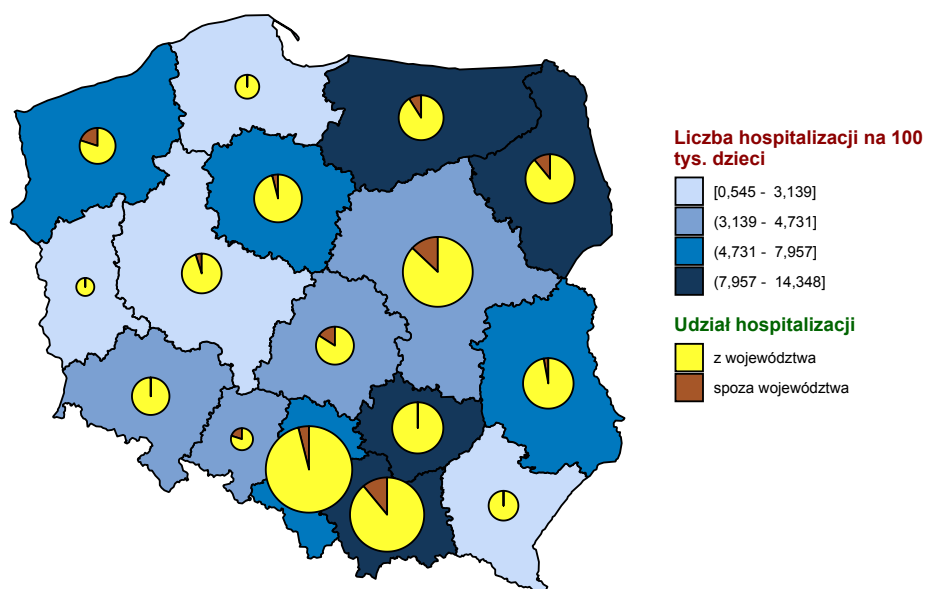 Liczba hospitalizacji na 100
tys. dzieci
[0,545 - 3,139]
(3,139 - 4,731]
(4,731 - 7,957]
(7,957 - 14,348]
Udział hospitalizacji
z województwa
spoza województwa